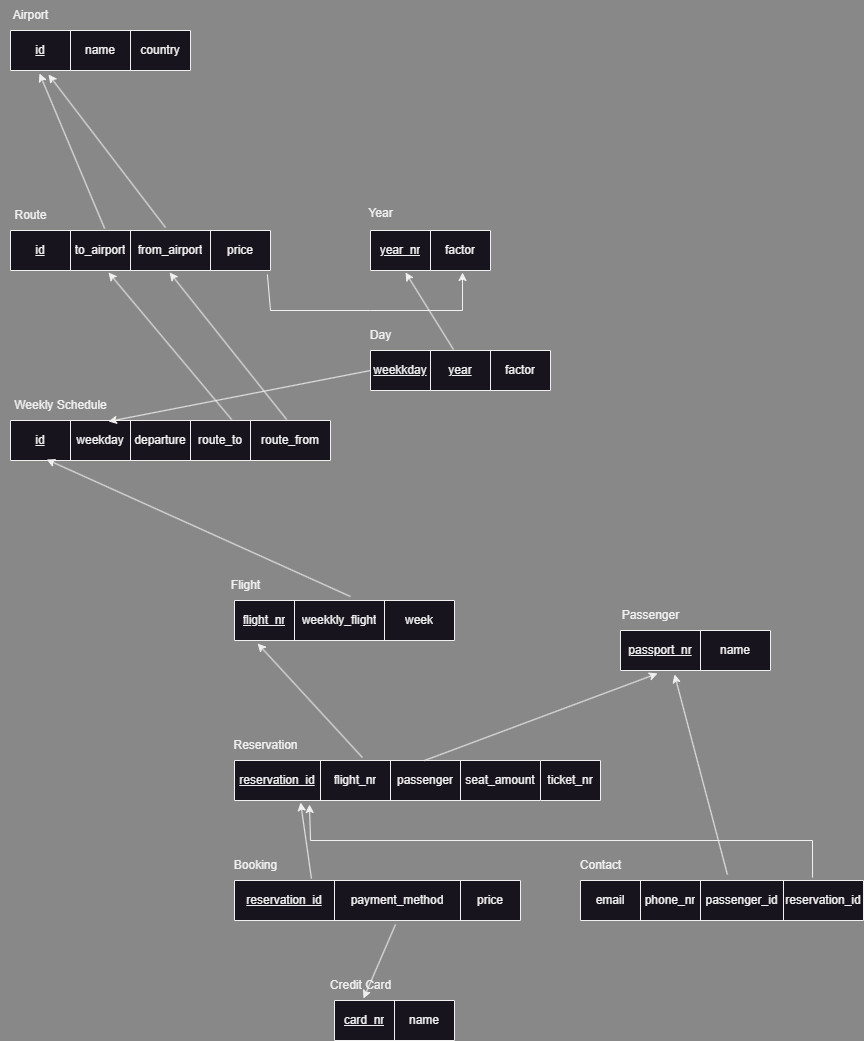 Airport
id name country
Route
id to_airport from_airport price
Year
year_nr factor
Day
weekkday year factor
Weekly Schedule
id weekday departure route_to route_from
Flight
flight_nr weekkly_flight week
Passenger
passport_nr name
Reservation
reservation_id flight_nr passenger seat_amount ticket_nr
Booking
reservation_id payment_method price
Contact
email phone_nr passenger_id reservation_id
Credit Card
card_nr name